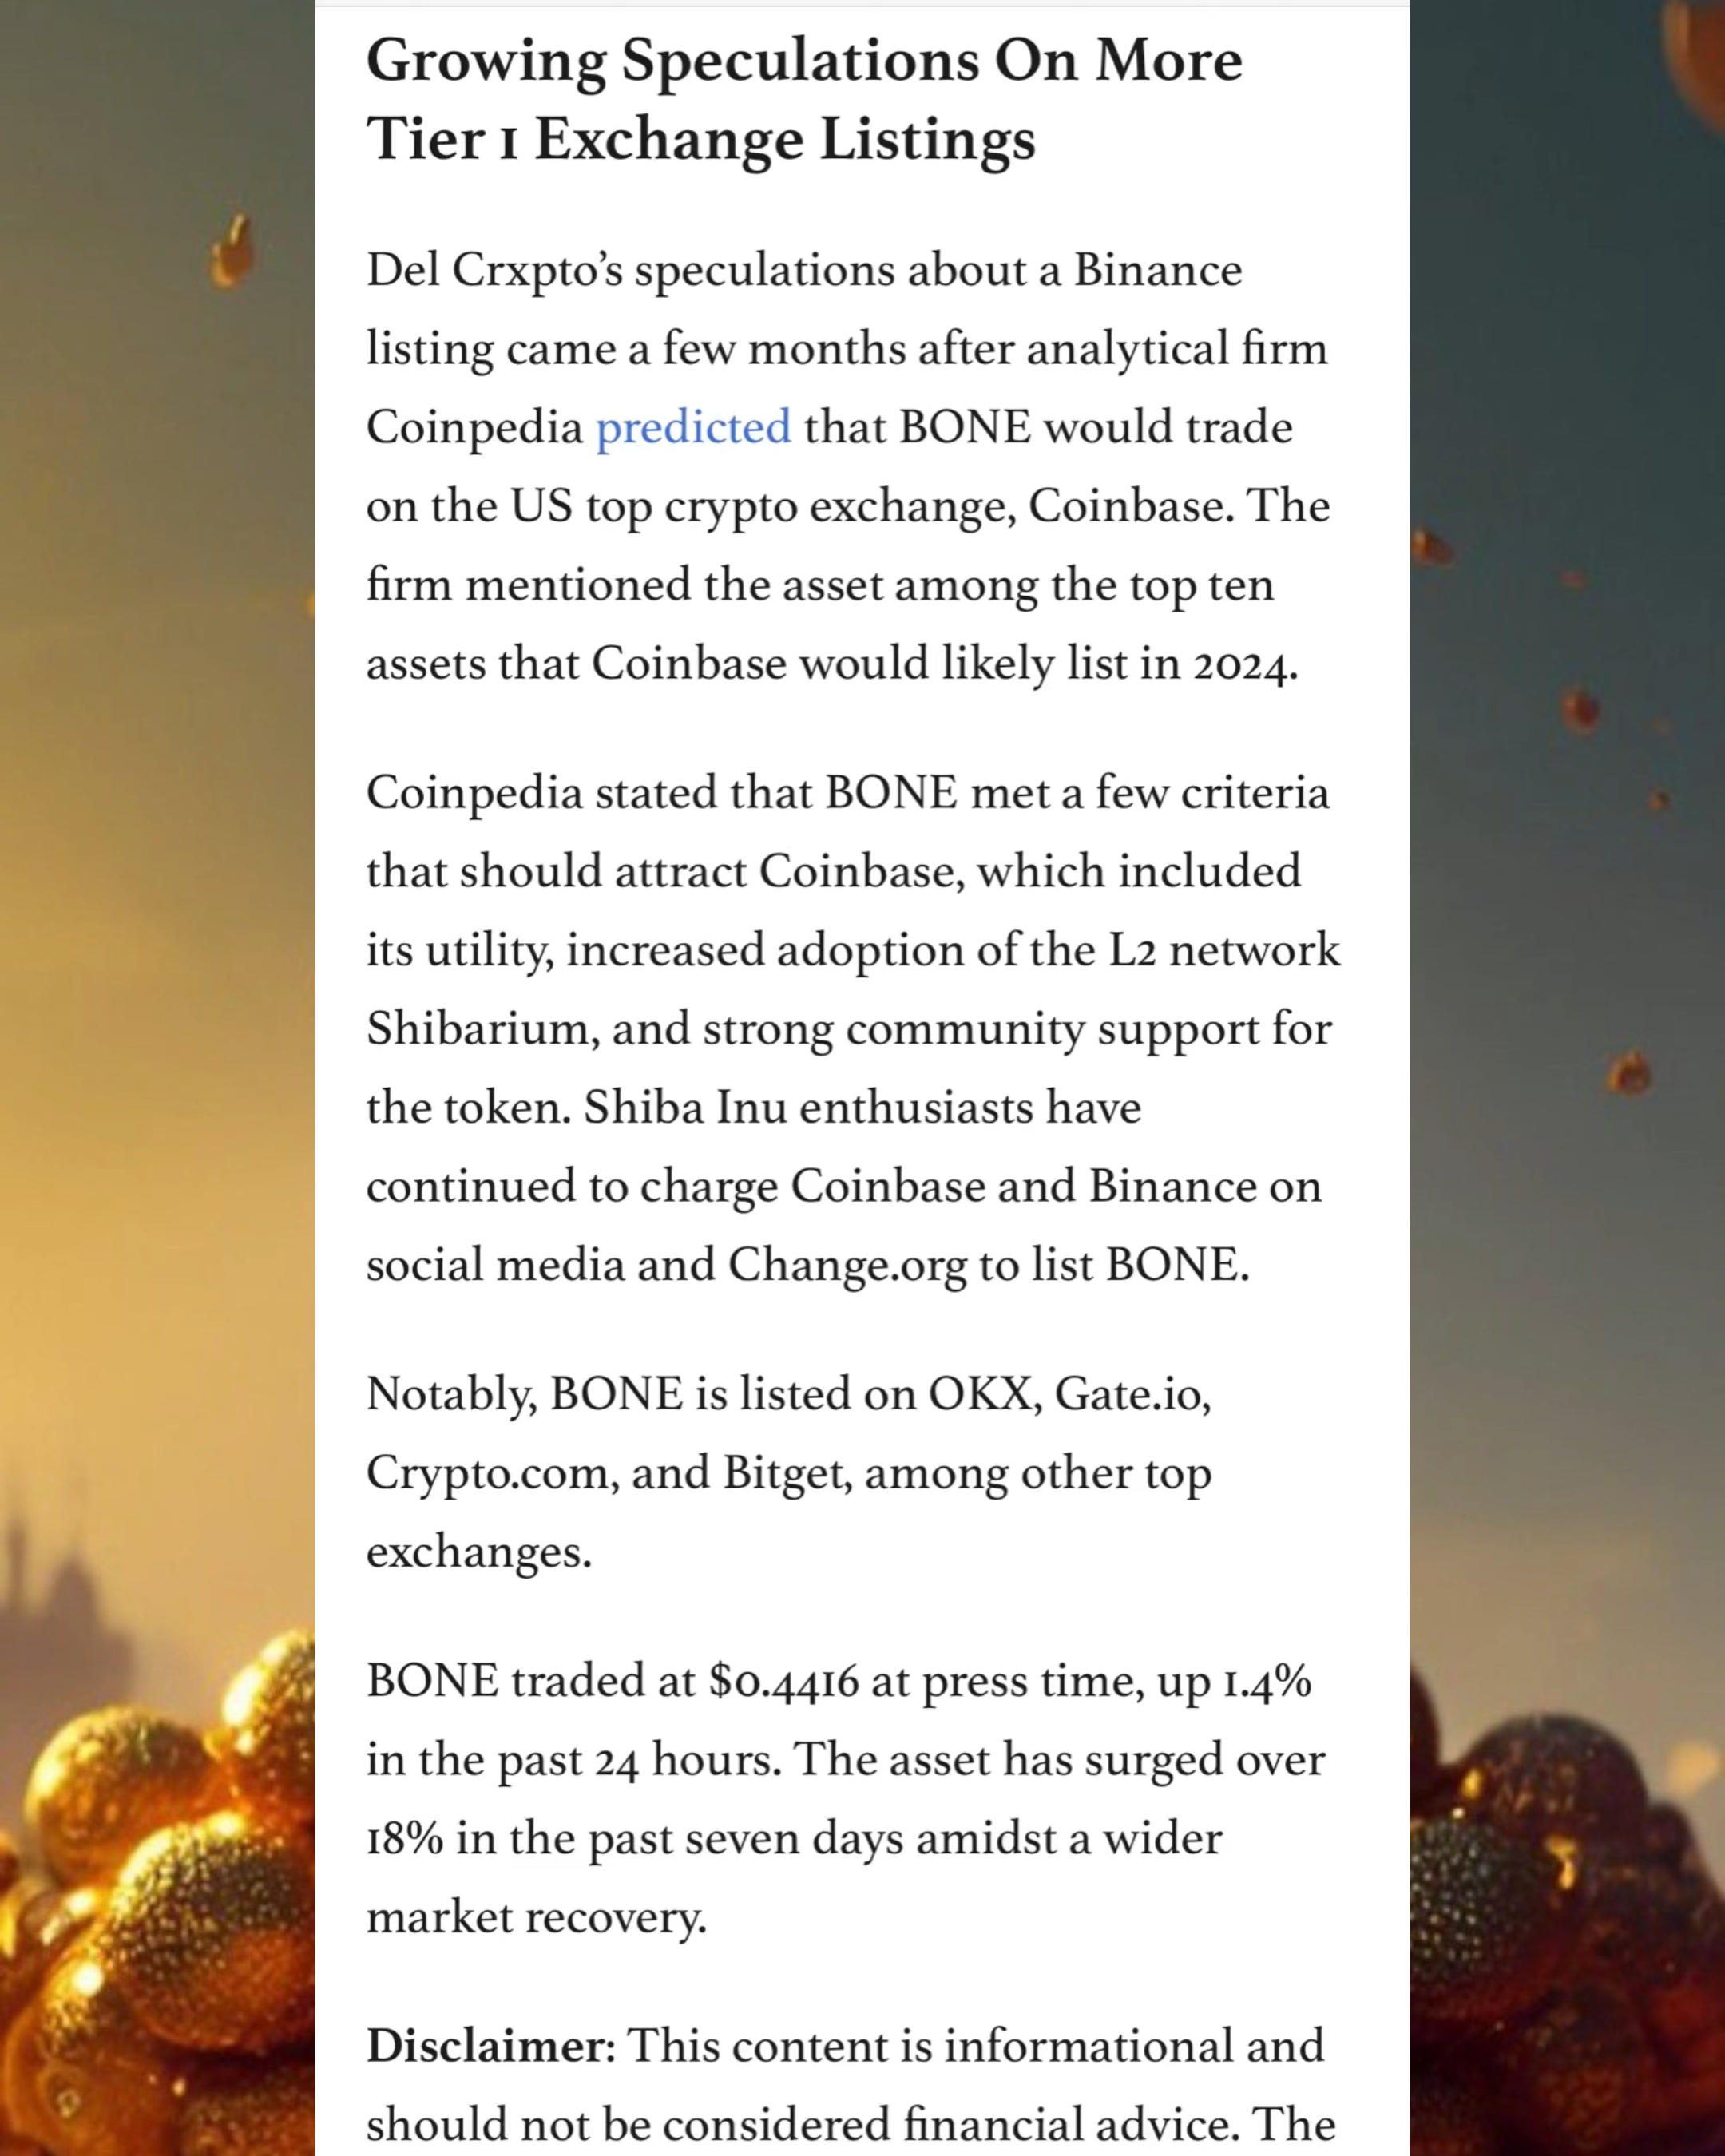 Growing Speculations On More
Tier 1 Exchange Listings
Del Crxpto’s speculations about a Binance
listing came a few months after analytical firm
Coinpedia predicted that BONE would trade
on the US top crypto exchange, Coinbase. The
firm mentioned the asset among the top ten
assets that Coinbase would likely list in 2024.
Coinpedia stated that BONE met a few criteria
that should attract Coinbase, which included
its utility, increased adoption of the L2 network
Shibarium, and strong community support for
the token. Shiba Inu enthusiasts have
continued to charge Coinbase and Binance on
social media and Change.org to list BONE.
Notably, BONE is listed on OKX, Gate.io,
Crypto.com, and Bitget, among other top
exchanges.
BONE traded at $0.4416 at press time, up 1.4%
in the past 24 hours. The asset has surged over
18% in the past seven days amidst a wider
market recovery.
Disclaimer: This content is informational and
should not be considered financial advice. The